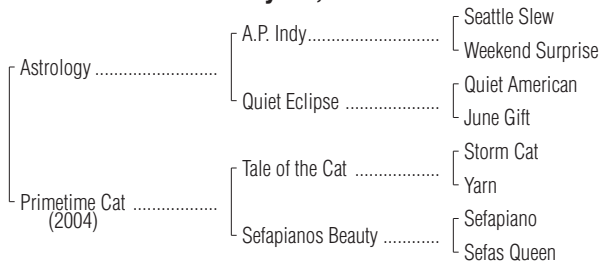 Seattle Slew
A.P. Indy........................................
Weekend Surprise
Astrology .............................
Quiet American
Quiet Eclipse ......................
June Gift
Storm Cat
Tale of the Cat ...................
Yarn
Primetime Cat ...................
(2004)
Sefapiano
Sefapianos Beauty ............
Sefas Queen